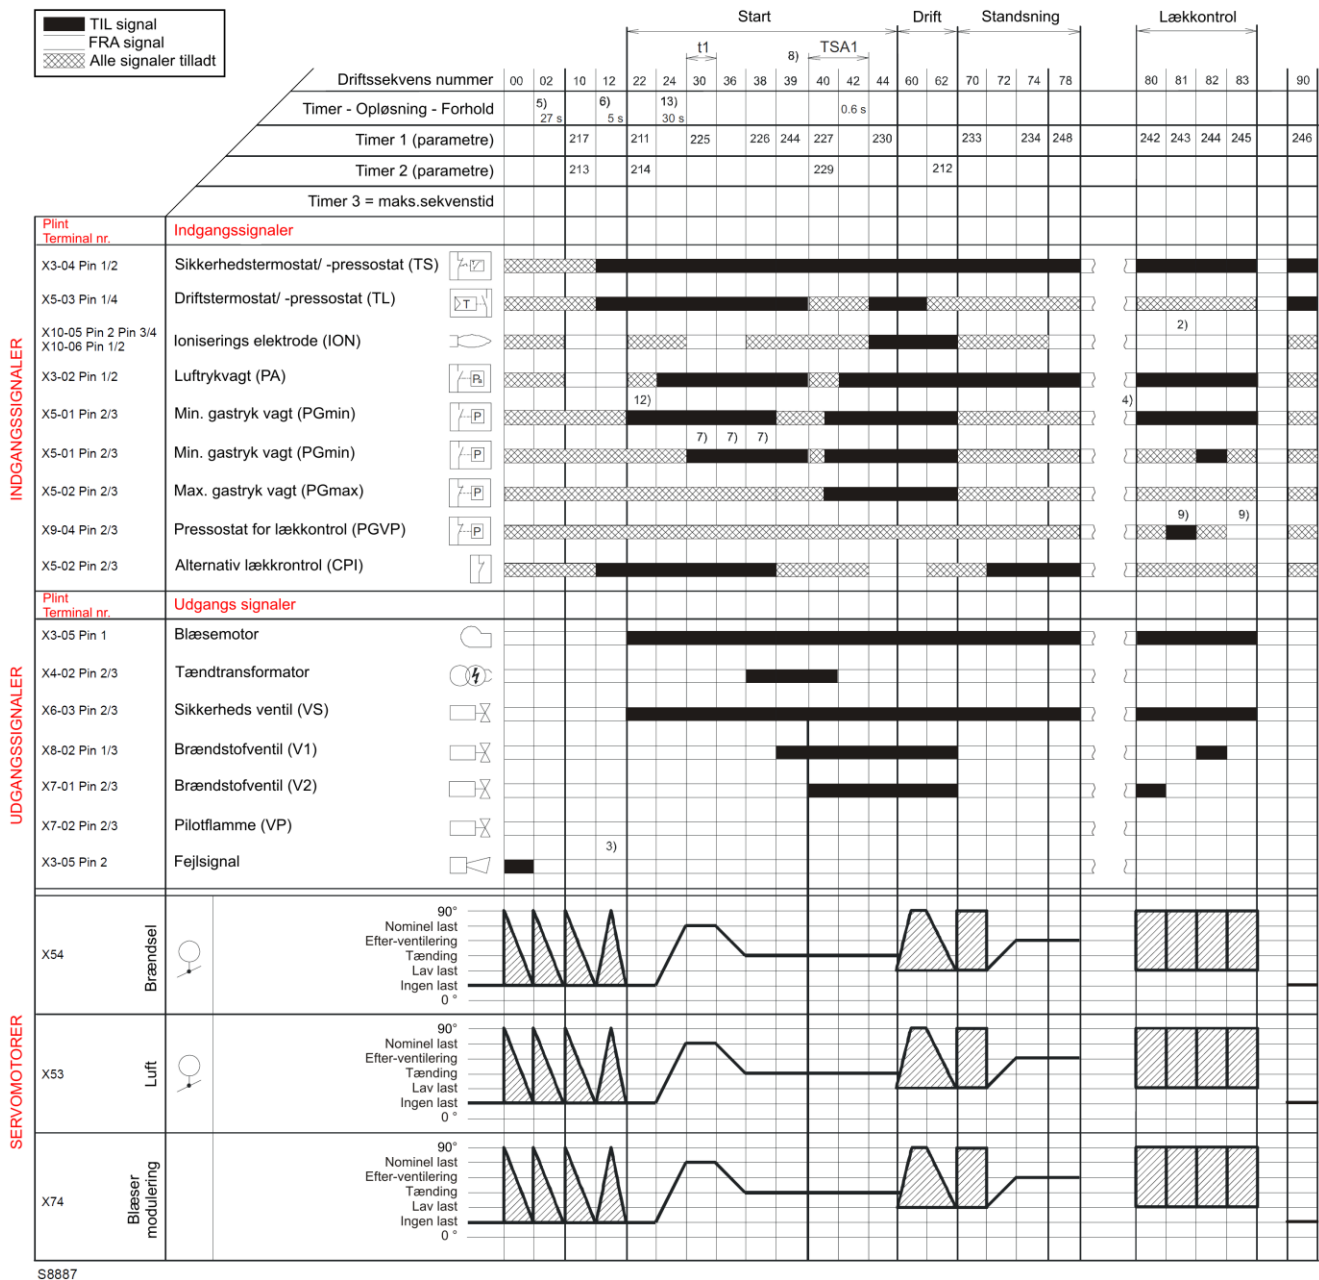 TIL signal
FRA signal
Alle signaler tilladt
Start Drift Standsning Lækkontrol
t1 8) TSA1
Driftssekvens nummer 00 02 10 12 22 24 30 36 38 39 40 42 44 60 62 70 72 74 78 80 81 82 83 90
Timer - Opløsning - Forhold 5) 27 s 6) 5 s 13) 30 s 0.6 s
Timer 1 (parametre) 217 211 225 226 244 227 230 233 234 248 242 243 244 245 246
Timer 2 (parametre) 213 214 229 212
Timer 3 = maks.sekvenstid
Plint
Terminal nr. Indgangssignaler
INDGANGSSIGNALER
X3-04 Pin 1/2 Sikkerhedstermostat/ -pressostat (TS)
X5-03 Pin 1/4 Driftstermostat/ -pressostat (TL) T
2)
X10-05 Pin 2 Pin 3/4
X10-06 Pin 1/2 Ioniserings elektrode (ION)
X3-02 Pin 1/2 Luftrykvagt (PA)
12) 4)
X5-01 Pin 2/3 Min. gastryk vagt (PGmin) P
7) 7) 7)
X5-01 Pin 2/3 Min. gastryk vagt (PGmin) P
X5-02 Pin 2/3 Max. gastryk vagt (PGmax) P
9) 9)
X9-04 Pin 2/3 Pressostat for lækkontrol (PGVP) P
X5-02 Pin 2/3 Alternativ lækkrontrol (CPI)
Plint
Terminal nr. Udgangs signaler
UDGANGSSIGNALER
X3-05 Pin 1 Blæsemotor
X4-02 Pin 2/3 Tændtransformator
X6-03 Pin 2/3 Sikkerheds ventil (VS)
X8-02 Pin 1/3 Brændstofventil (V1)
X7-01 Pin 2/3 Brændstofventil (V2)
X7-02 Pin 2/3 Pilotflamme (VP)
3)
X3-05 Pin 2 Fejlsignal
SERVOMOTORER
X54 Brændsel
90°
Nominel last
Efter-ventilering
Tænding
Lav last
Ingen last
0 °
X53 Luft
90°
Nominel last
Efter-ventilering
Tænding
Lav last
Ingen last
0 °
X74 Blæser
modulering
90°
Nominel last
Efter-ventilering
Tænding
Lav last
Ingen last
0 °
S8887